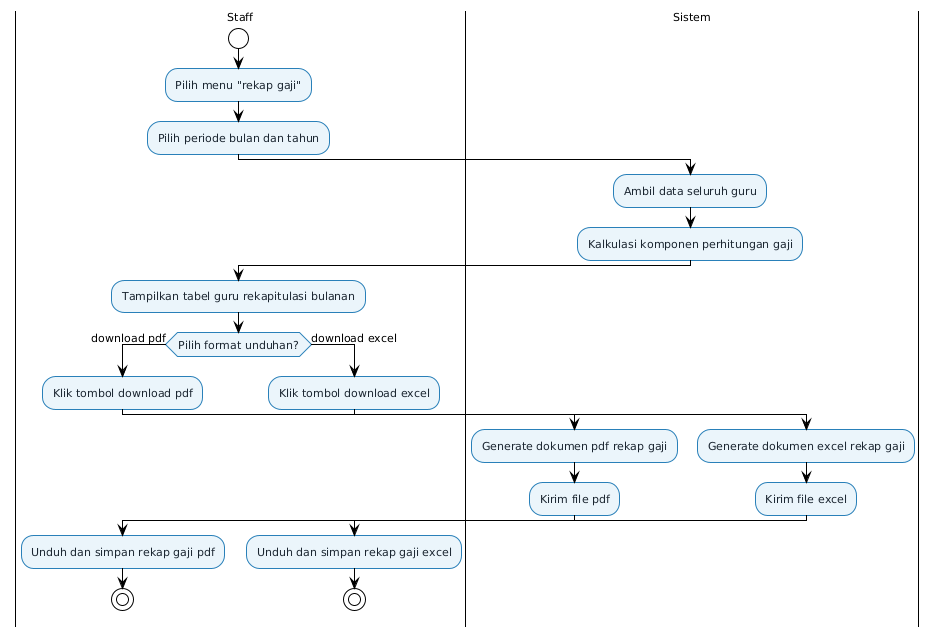 Staff
Sistem
Pilih menu "rekap gaji"
Pilih periode bulan dan tahun
Ambil data seluruh guru
Kalkulasi komponen perhitungan gaji
Tampilkan tabel guru rekapitulasi bulanan
download pdf
Pilih format unduhan?
download excel
Klik tombol download pdf
Klik tombol download excel
Generate dokumen pdf rekap gaji
Generate dokumen excel rekap gaji
Kirim file pdf
Kirim file excel
Unduh dan simpan rekap gaji pdf
Unduh dan simpan rekap gaji excel